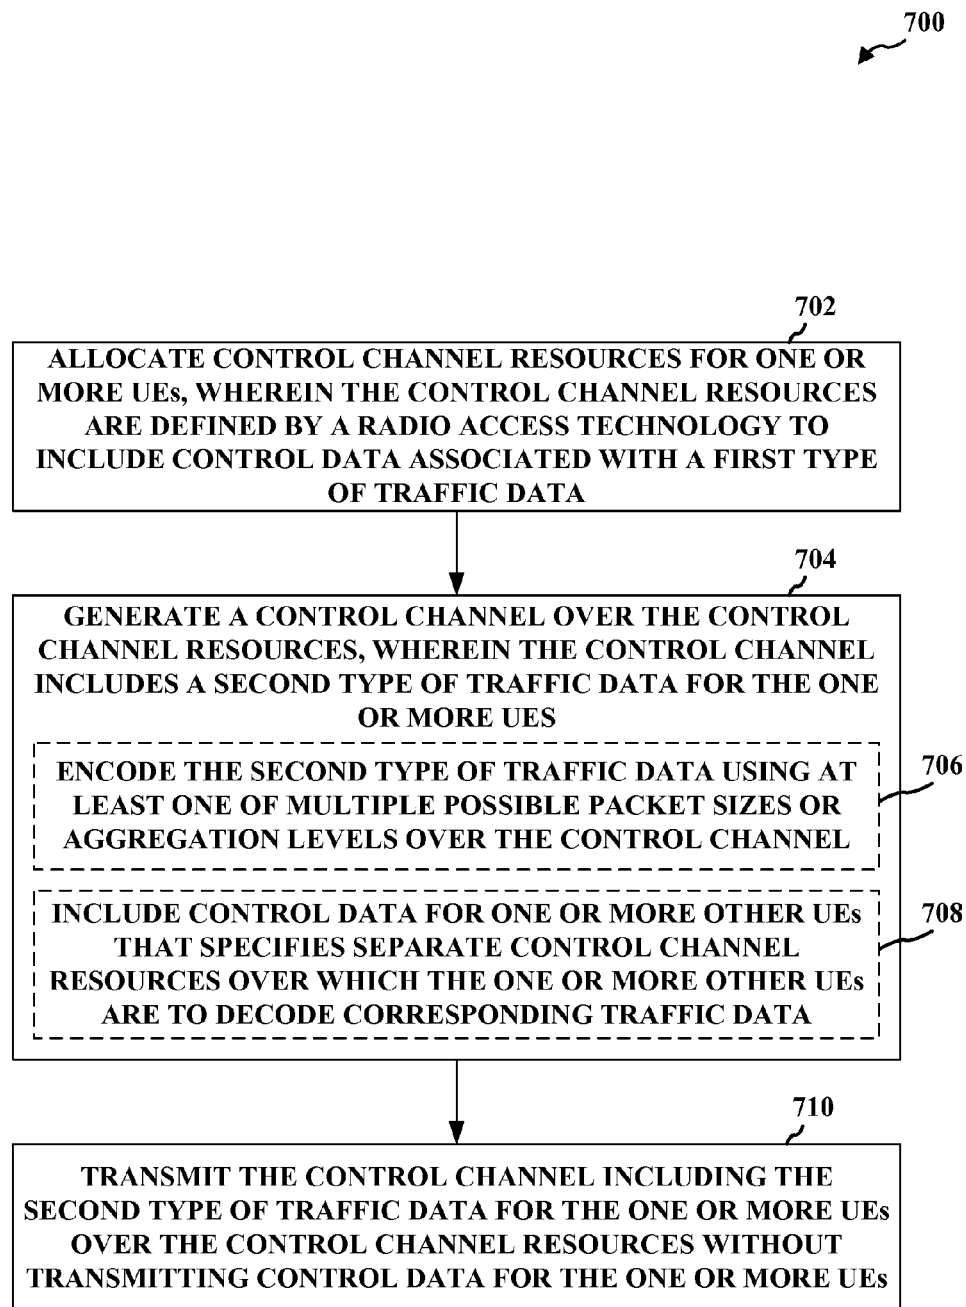 700
702
ALLOCATE CONTROL CHANNEL RESOURCES FOR ONE OR
MORE UEs, WHEREIN THE CONTROL CHANNEL RESOURCES
ARE DEFINED BY A RADIO ACCESS TECHNOLOGY TO
INCLUDE CONTROL DATA ASSOCIATED WITH A FIRST TYPE
OF TRAFFIC DATA
704
GENERATE A CONTROL CHANNEL OVER THE CONTROL
CHANNEL RESOURCES, WHEREIN THE CONTROL CHANNEL
INCLUDES A SECOND TYPE OF TRAFFIC DATA FOR THE ONE
OR MORE UES
706
ENCODE THE SECOND TYPE OF TRAFFIC DATA USING AT
LEAST ONE OF MULTIPLE POSSIBLE PACKET SIZES OR
AGGREGATION LEVELS OVER THE CONTROL CHANNEL
708
INCLUDE CONTROL DATA FOR ONE OR MORE OTHER UEs
THAT SPECIFIES SEPARATE CONTROL CHANNEL
RESOURCES OVER WHICH THE ONE OR MORE OTHER UEs
ARE TO DECODE CORRESPONDING TRAFFIC DATA
710
TRANSMIT THE CONTROL CHANNEL INCLUDING THE
SECOND TYPE OF TRAFFIC DATA FOR THE ONE OR MORE UEs
OVER THE CONTROL CHANNEL RESOURCES WITHOUT
TRANSMITTING CONTROL DATA FOR THE ONE OR MORE UEs